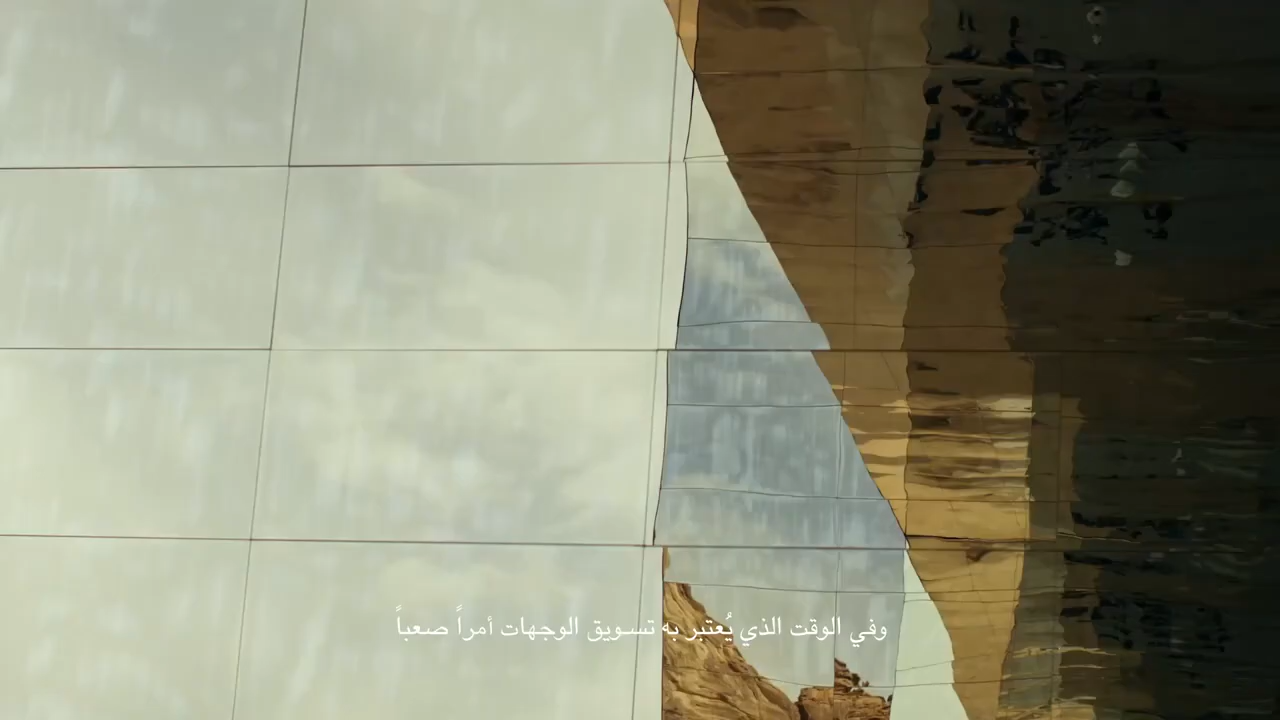 وفي الوقت الذي يُعتبر به تسويق الوجهات أمراً صعباً